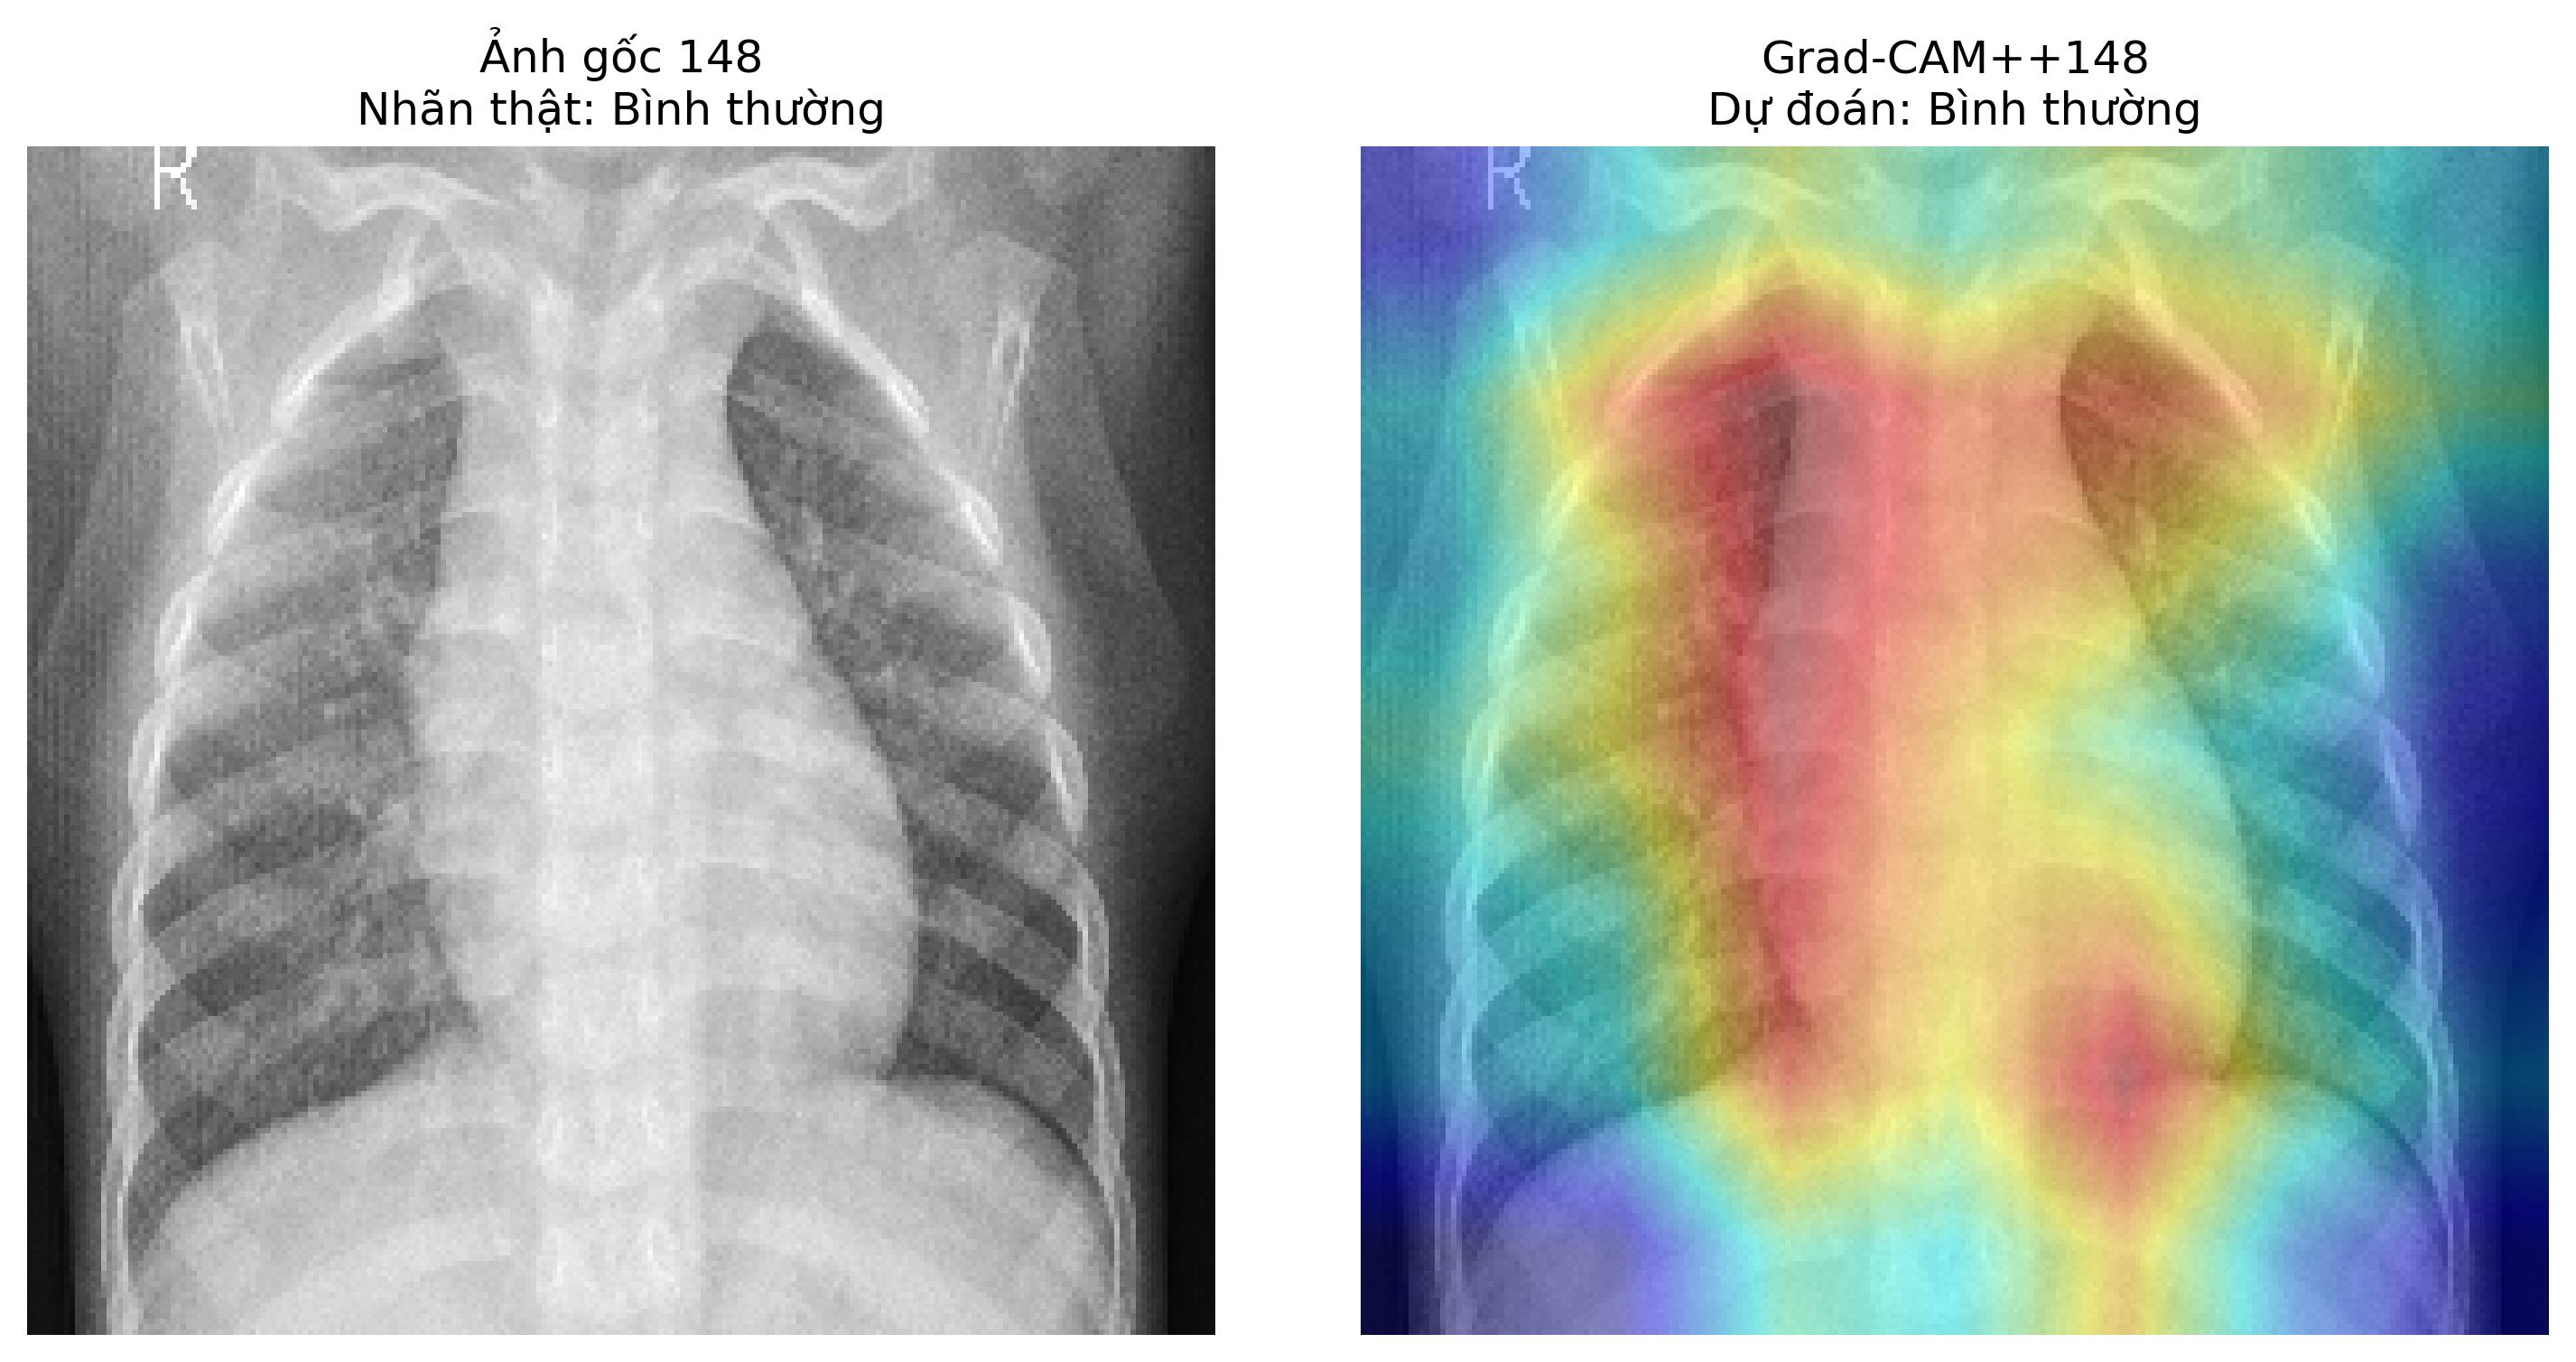 Ảnh gốc 148
Nhãn thật: Bình thường
Grad-CAM++148
Dự đoán: Bình thường
R
R